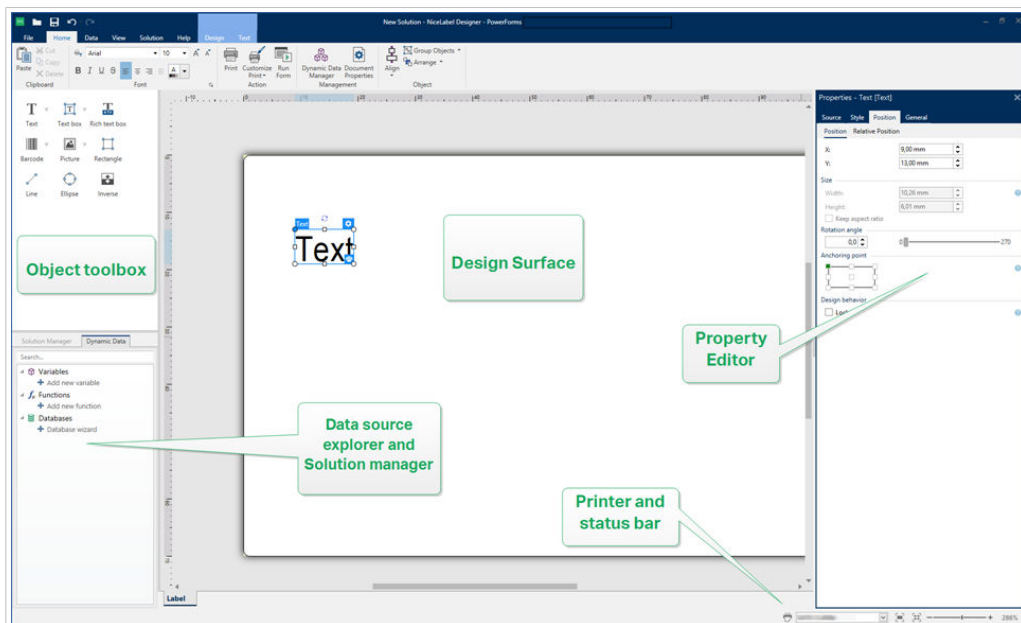 New Solution - NiceLabel Designer - PowerForms
File Home Data View Solution Help Design Text
Paste
Cut
Copy
Delete
Clipboard
Arial 10
B I U S
Font
Print
Customize Print
Run Form
Action
Dynamic Data Manager
Document Properties
Management
Align
Group Objects
Arrange
Object
Text Text box Rich text box
Barcode Picture Rectangle
Line Ellipse Inverse
Object toolbox
Text
Text
Design Surface
Properties - Text [Text]
Source Style Position General
Position Relative Position
X: 9,00 mm
Y: 13,00 mm
Size
Width: 10,26 mm
Height: 6,01 mm
Keep aspect ratio
Rotation angle
0,0 0 270
Anchoring point
Design behavior
Property
Editor
Solution Manager Dynamic Data
Search...
Variables
Add new variable
Functions
Add new function
Databases
Database wizard
Data source
explorer and
Solution manager
Printer and
status bar
Label
286%